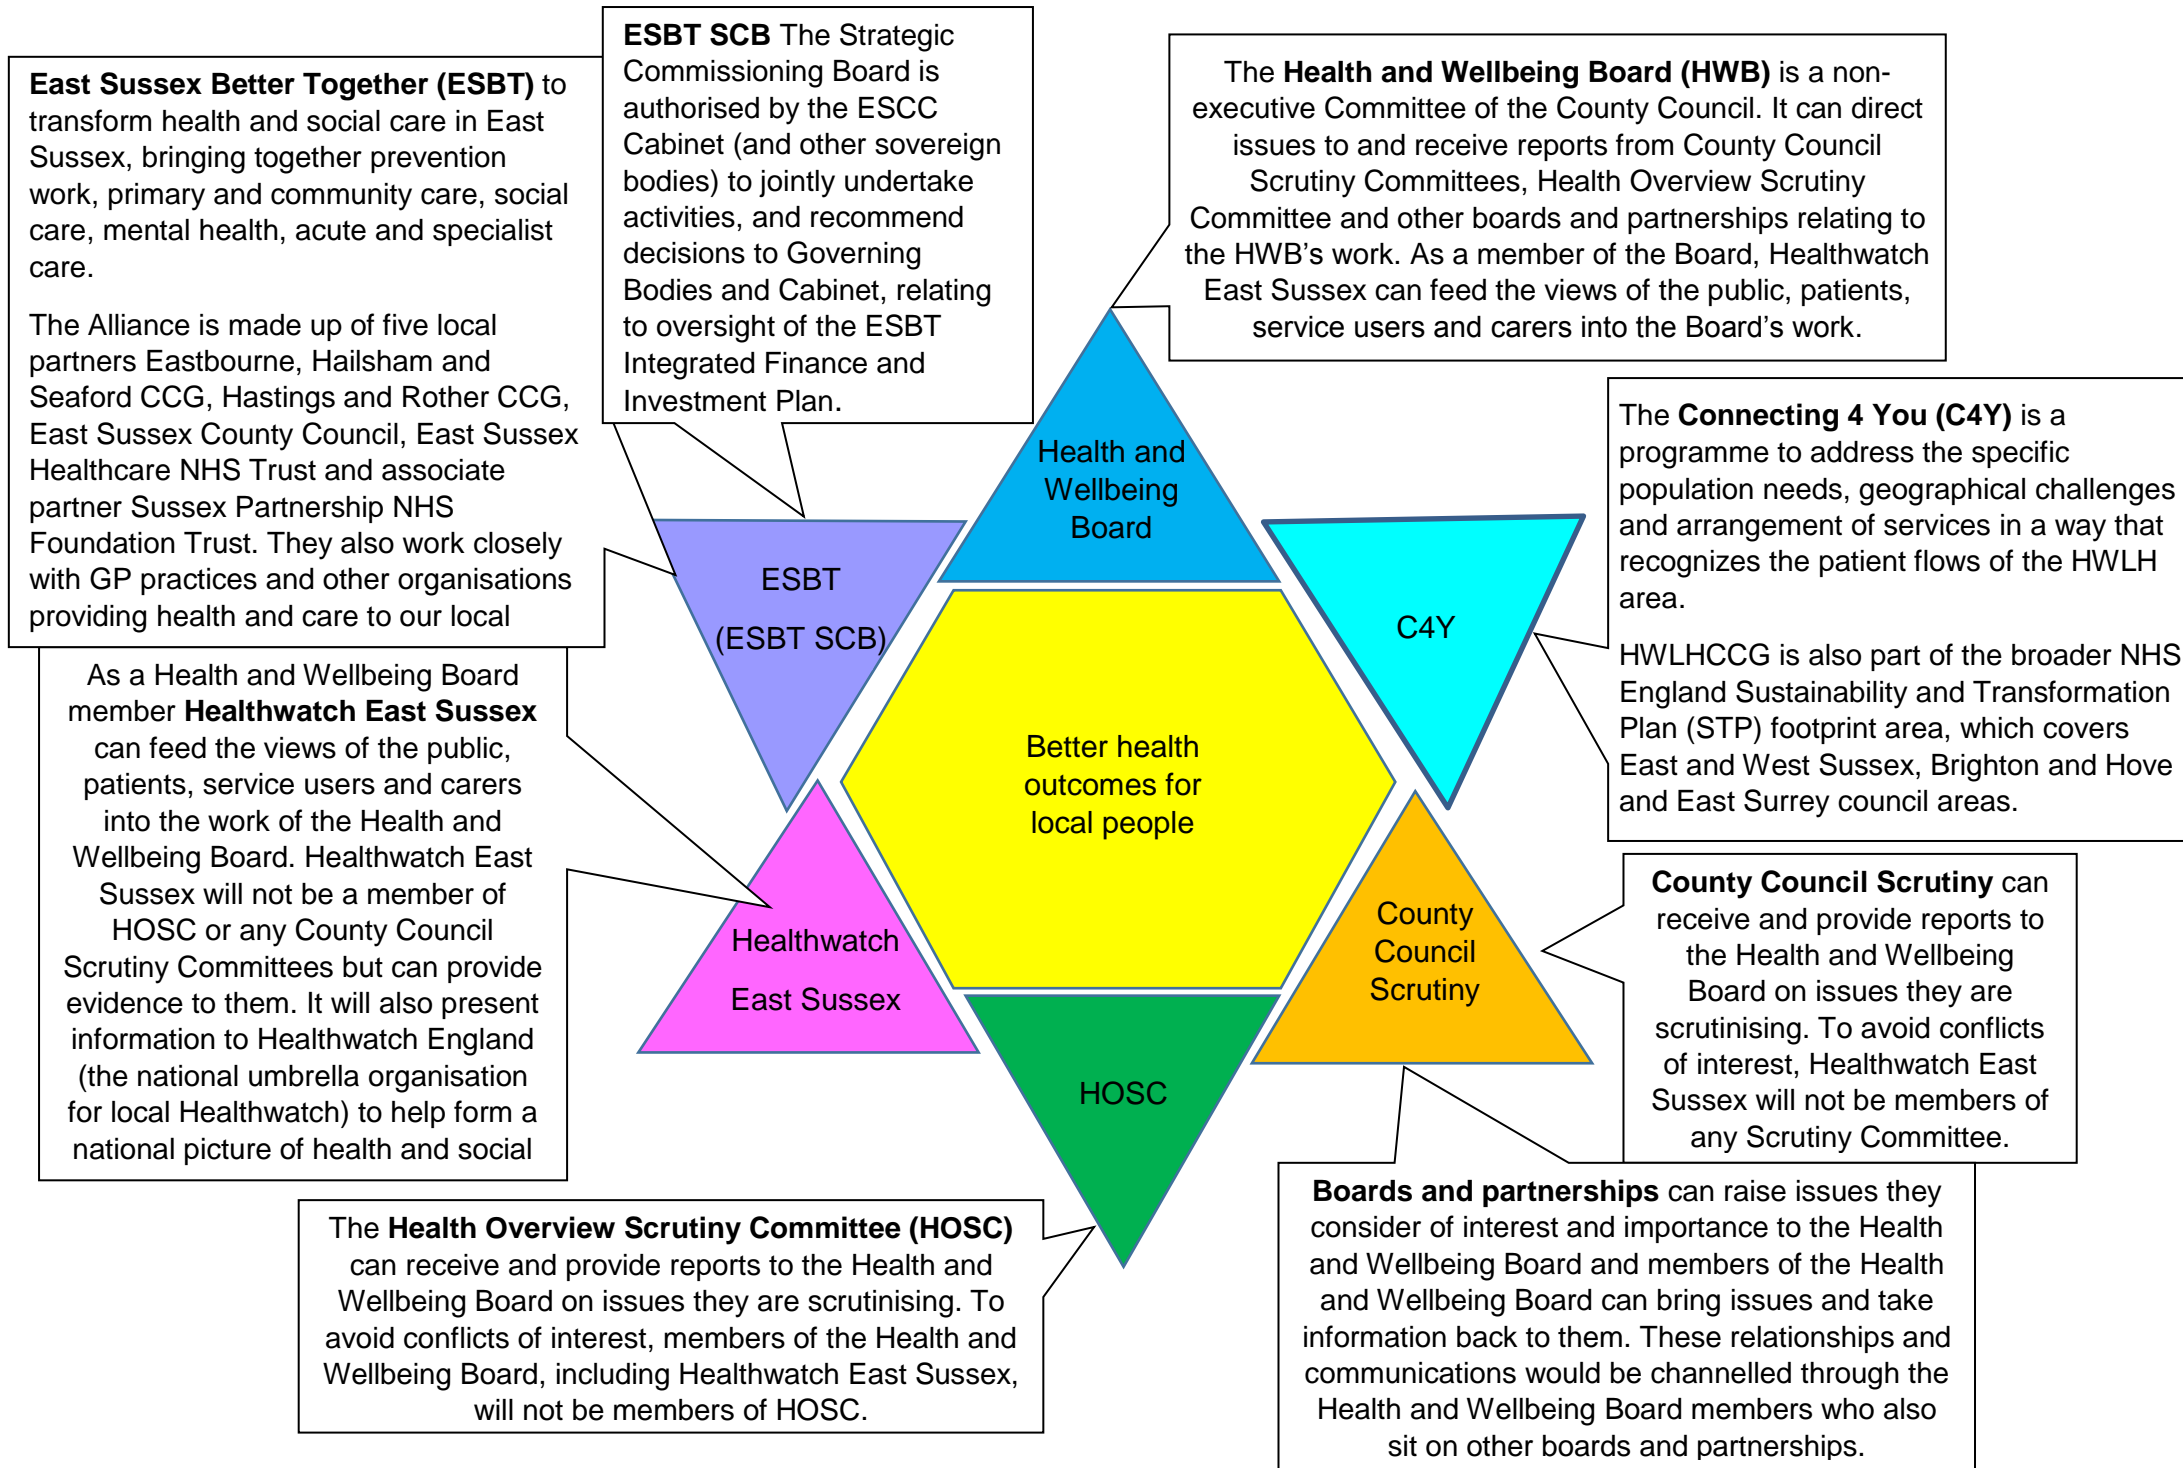 East Sussex Better Together (ESBT) to
transform health and social care in East
Sussex, bringing together prevention
work, primary and community care, social
care, mental health, acute and specialist
care.
The Alliance is made up of five local
partners Eastbourne, Hailsham and
Seaford CCG, Hastings and Rother CCG,
East Sussex County Council, East Sussex
Healthcare NHS Trust and associate
partner Sussex Partnership NHS
Foundation Trust. They also work closely
with GP practices and other organisations
providing health and care to our local
ESBT SCB The Strategic
Commissioning Board is
authorised by the ESCC
Cabinet (and other sovereign
bodies) to jointly undertake
activities, and recommend
decisions to Governing
Bodies and Cabinet, relating
to oversight of the ESBT
Integrated Finance and
Investment Plan.
The Health and Wellbeing Board (HWB) is a non-
executive Committee of the County Council. It can direct
issues to and receive reports from County Council
Scrutiny Committees, Health Overview Scrutiny
Committee and other boards and partnerships relating to
the HWB's work. As a member of the Board, Healthwatch
East Sussex can feed the views of the public, patients,
service users and carers into the Board's work.
The Connecting 4 You (C4Y) is a
programme to address the specific
population needs, geographical challenges
and arrangement of services in a way that
recognizes the patient flows of the HWLH
area.
HWLHCCG is also part of the broader NHS
England Sustainability and Transformation
Plan (STP) footprint area, which covers
East and West Sussex, Brighton and Hove
and East Surrey council areas.
Health and
Wellbeing
Board
ESBT
(ESBT SCB)
C4Y
Better health
outcomes for
local people
Healthwatch
East Sussex
County
Council
Scrutiny
HOSC
As a Health and Wellbeing Board
member Healthwatch East Sussex
can feed the views of the public,
patients, service users and carers
into the work of the Health and
Wellbeing Board. Healthwatch East
Sussex will not be a member of
HOSC or any County Council
Scrutiny Committees but can provide
evidence to them. It will also present
information to Healthwatch England
(the national umbrella organisation
for local Healthwatch) to help form a
national picture of health and social
County Council Scrutiny can
receive and provide reports to
the Health and Wellbeing
Board on issues they are
scrutinising. To avoid conflicts
of interest, Healthwatch East
Sussex will not be members of
any Scrutiny Committee.
The Health Overview Scrutiny Committee (HOSC)
can receive and provide reports to the Health and
Wellbeing Board on issues they are scrutinising. To
avoid conflicts of interest, members of the Health and
Wellbeing Board, including Healthwatch East Sussex,
will not be members of HOSC.
Boards and partnerships can raise issues they
consider of interest and importance to the Health
and Wellbeing Board and members of the Health
and Wellbeing Board can bring issues and take
information back to them. These relationships and
communications would be channelled through the
Health and Wellbeing Board members who also
sit on other boards and partnerships.